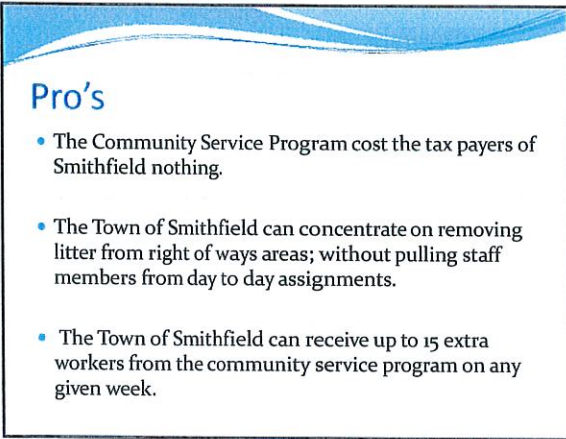 Pro's
• The Community Service Program cost the tax payers of
Smithfield nothing.
• The Town of Smithfield can concentrate on removing
litter from right of ways areas; without pulling staff
members from day to day assignments.
• The Town of Smithfield can receive up to 15 extra
workers from the community service program on any
given week.